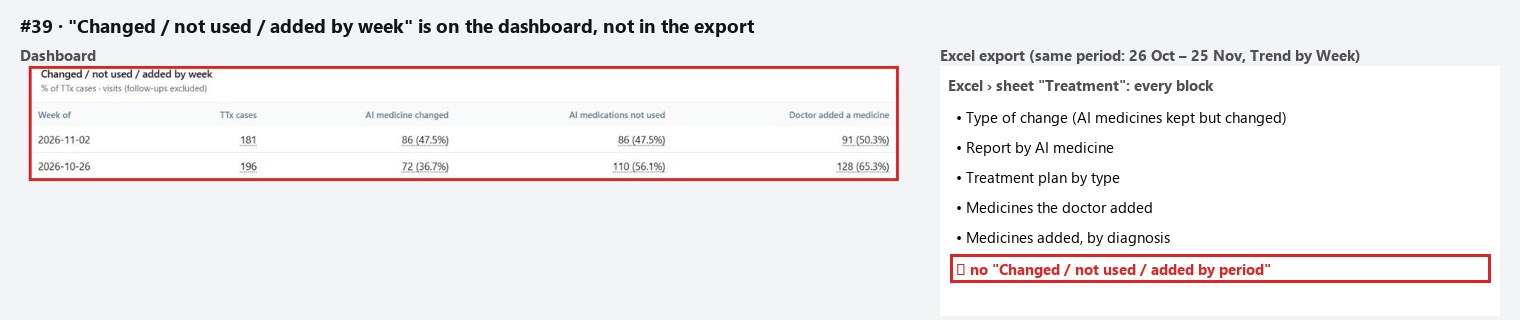 #39 · "Changed / not used / added by week" is on the dashboard, not in the export
Dashboard
Changed / not used / added by week
% of TTx cases · visits (follow-ups excluded)
Week of TTx cases AI medicine changed AI medications not used Doctor added a medicine
2026-11-02 181 86 (47.5%) 86 (47.5%) 91 (50.3%)
2026-10-26 196 72 (36.7%) 110 (56.1%) 128 (65.3%)
Excel export (same period: 26 Oct – 25 Nov, Trend by Week)
Excel › sheet "Treatment": every block
• Type of change (AI medicines kept but changed)
• Report by AI medicine
• Treatment plan by type
• Medicines the doctor added
• Medicines added, by diagnosis
no "Changed / not used / added by period"